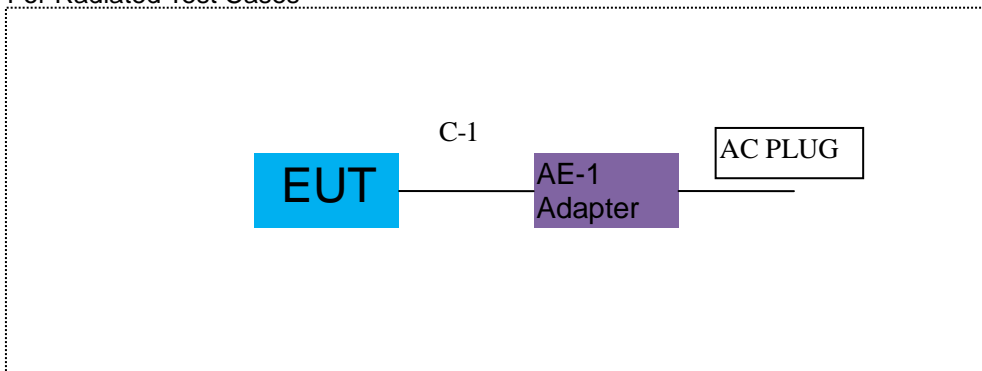 For Radiated Test Cases
C-1
EUT
AE-1
Adapter
AC PLUG